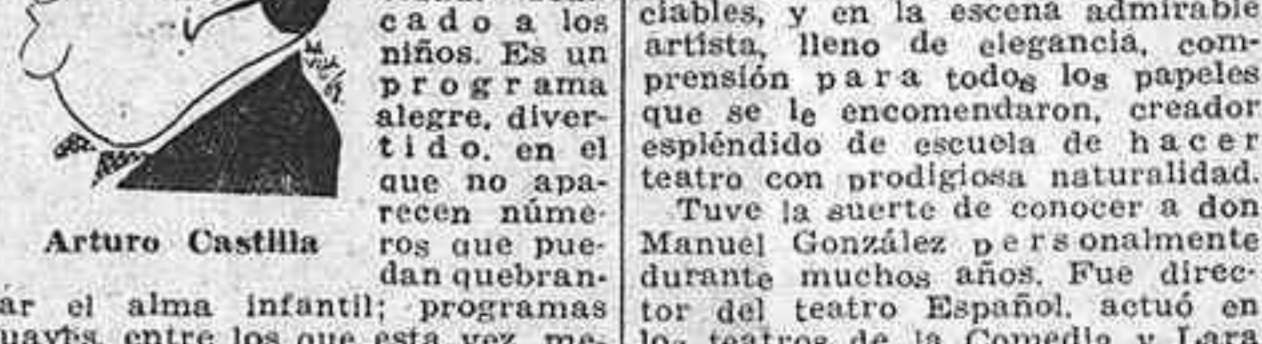 cado a los
niños. Es un
programa
alegre, diver-
tido, en el
que no apa-
recen núme-
ros que pue-
dan quebran-
Arturo Castilla
ar el alma infantil; programas
entre los que esta vez me-
ciables, y en la escena admirable
artista, lleno de elegancia, com-
prensión para todos los papeles
que se le encomendaron, creador
espléndido de escuela de hacer
teatro con prodigiosa naturalidad.
Tuve la suerte de conocer a don
Manuel González personalmente
durante muchos años. Fue direc-
tor del teatro Español, actuó en
los teatros de la Comedia y Lara